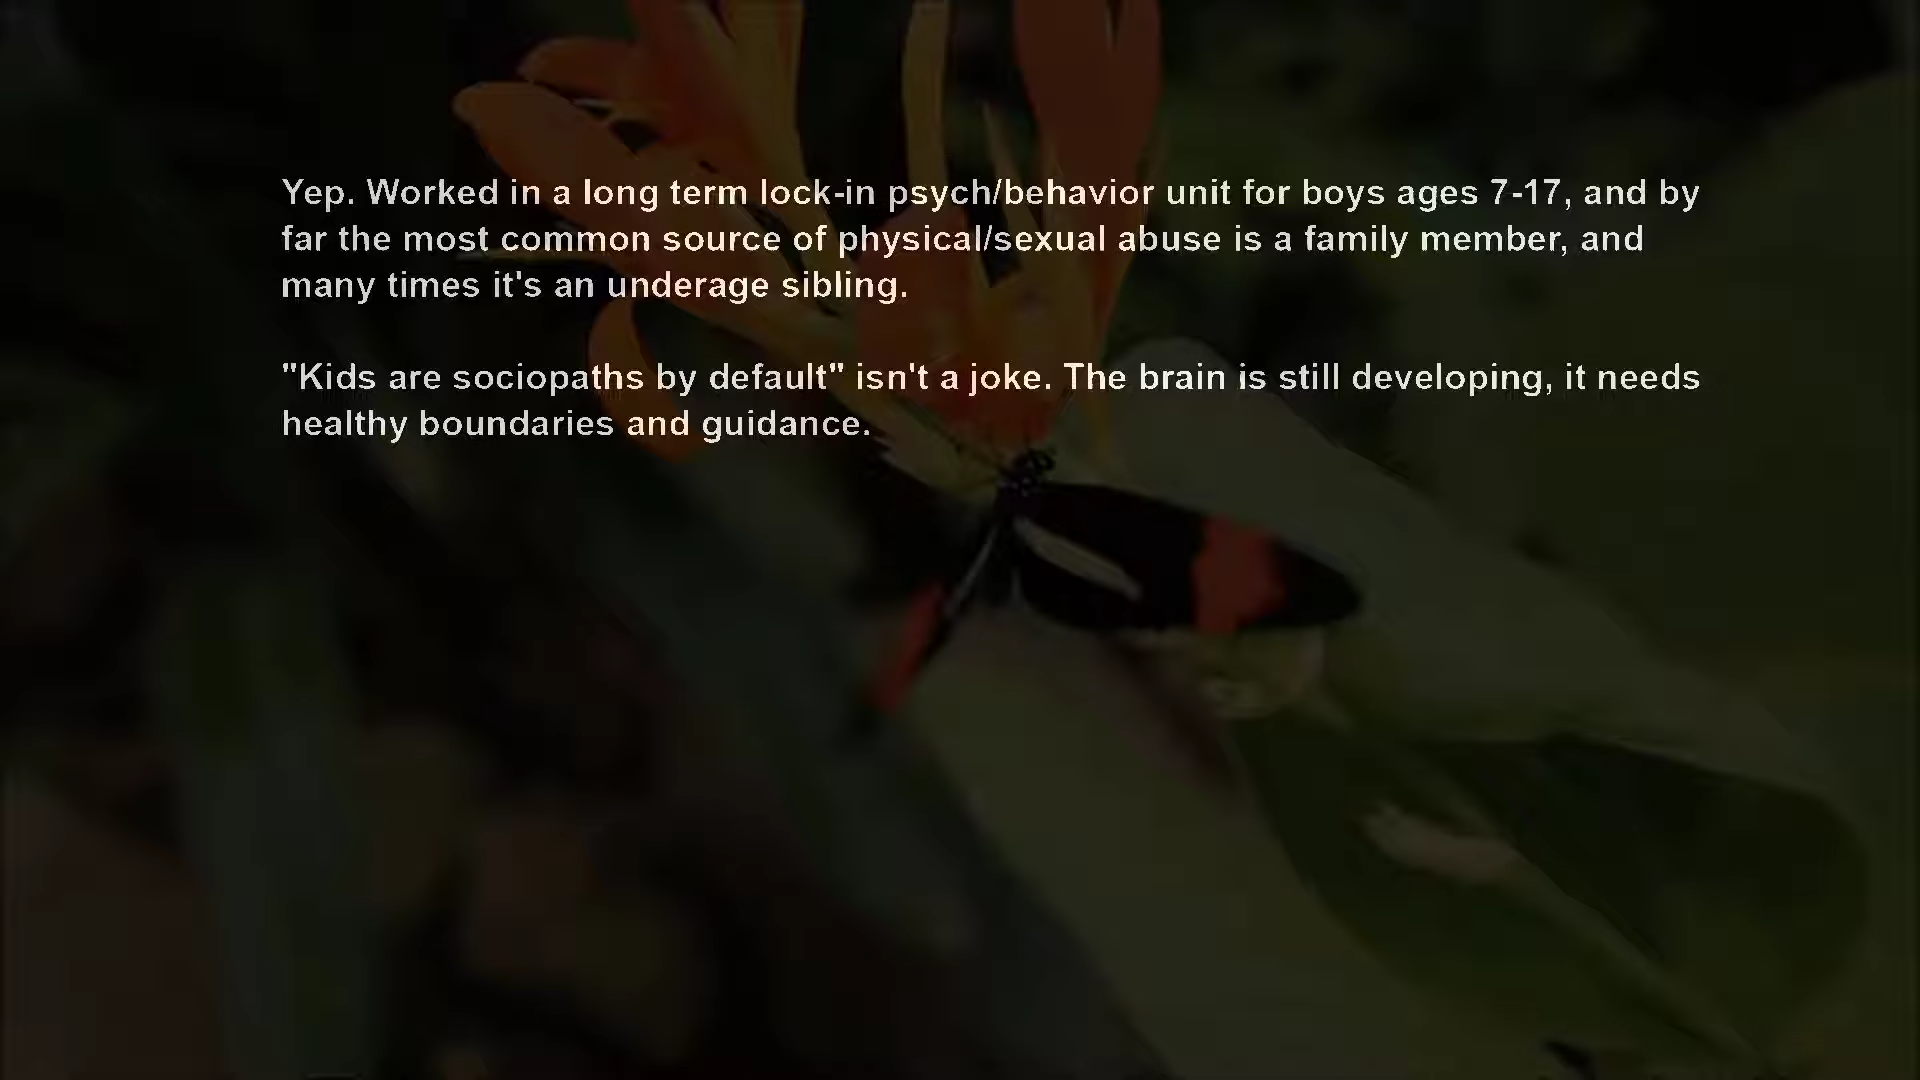 Yep. Worked in a long term lock-in psych/behavior unit for boys ages 7-17, and by
far the most common source of physical/sexual abuse is a family member, and
many times it's an underage sibling.
"Kids are sociopaths by default" isn't a joke. The brain is still developing, it needs
healthy boundaries and guidance.